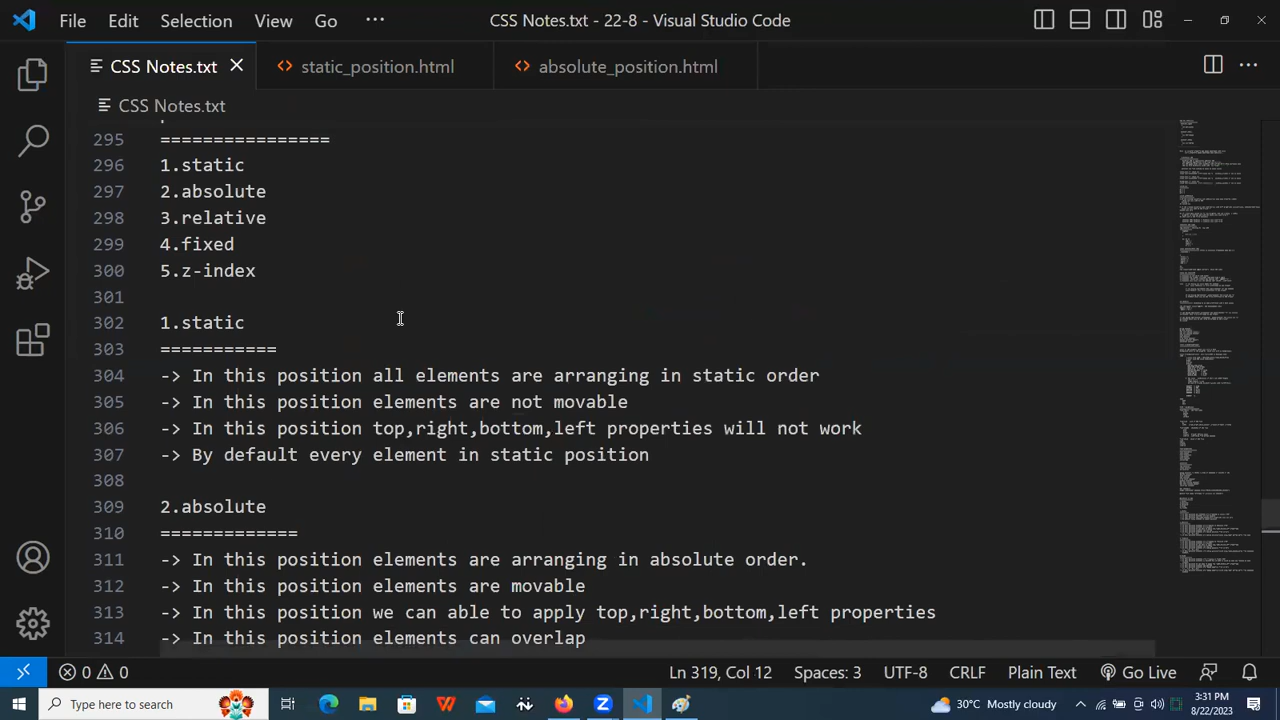 File Edit Selection View Go ··· CSS Notes.txt - 22-8 - Visual Studio Code
CSS Notes.txt static_position.html absolute_position.html
CSS Notes.txt
295 ================
296 1.static
297 2.absolute
298 3.relative
299 4.fixed
300 5.z-index
301
302 1.static
303 ===========
304 -> In this position all elements are arranging in static order
305 -> In this position elements are not movable
306 -> In this position top,right,bottom,left properties will not work
307 -> By default every element in static position
308
309 2.absolute
310 =============
311 -> In this position elements are arranging in absolute order.
312 -> In this position elements are movable
313 -> In this position we can able to apply top,right,bottom,left properties
314 -> In this position elements can overlap
0 0 Ln 319, Col 12 Spaces: 3 UTF-8 CRLF Plain Text Go Live
Type here to search 30°C Mostly cloudy 3:31 PM
8/22/2023